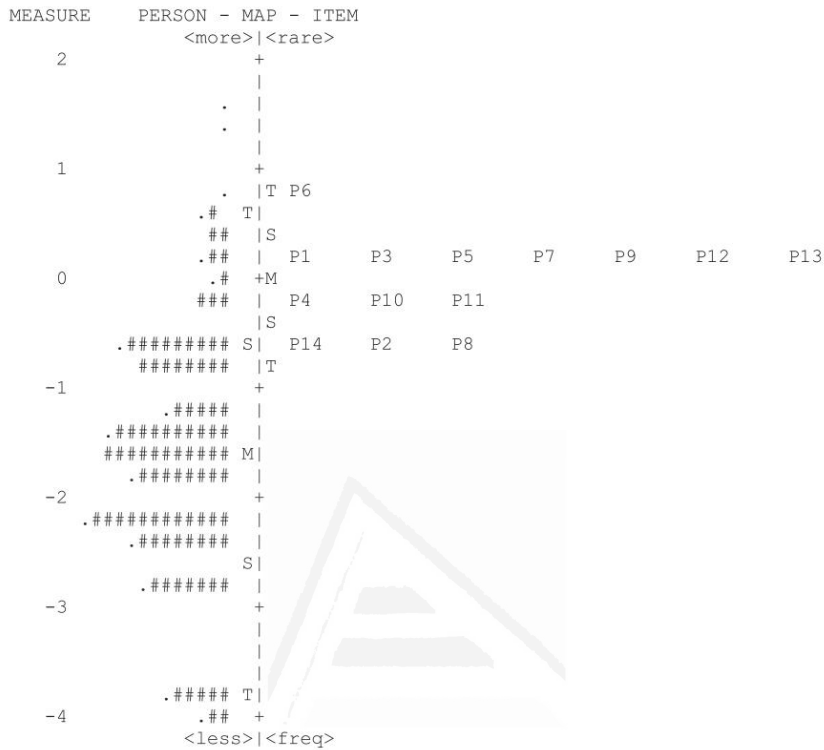 MEASURE     PERSON - MAP - ITEM
                <more>|<rare>
    2                 +
                      |
                   .  |
                   .  |
                      |
    1                 +
                   .  |T P6
                 .#  T|
                  ##  |S
                 .##  |  P1     P3     P5     P7     P9     P12    P13
    0             .#  +M
                 ###  |  P4     P10    P11
                      |S
         .######### S|  P14    P2     P8
           ########  |T
   -1                 +
             .#####  |
        .##########  |
        ########### M|
          .########  |
   -2                 +
      .############  |
          .########  |
                    S|
           .#######  |
   -3                 +
                      |
                      |
                      |
             .##### T|
   -4            .##  +
                <less>|<freq>